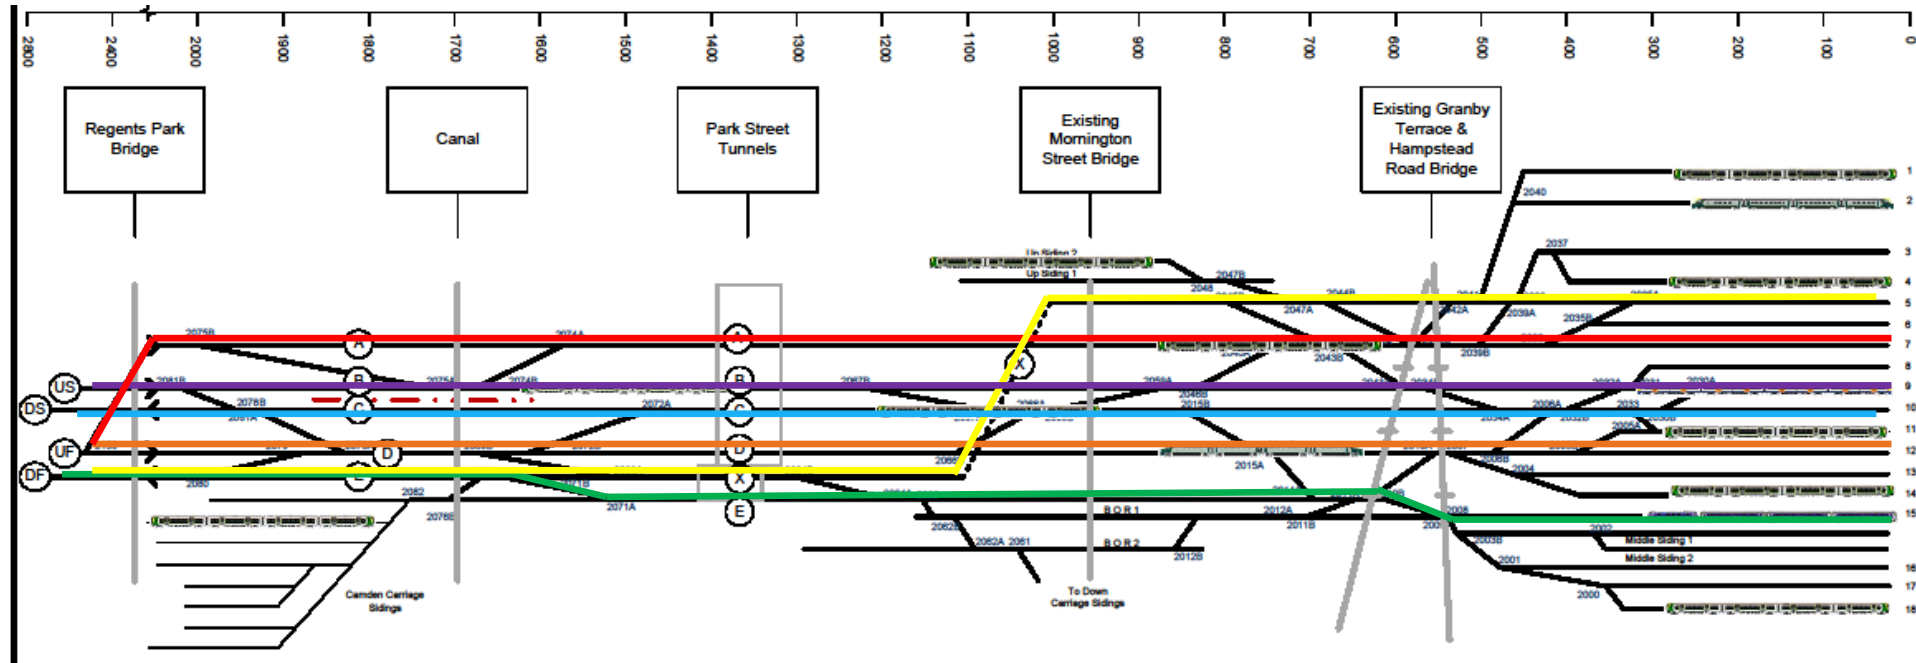 2800
2400
2000
1900
1800
1700
1600
1500
1400
1300
1200
1100
1000
900
800
700
600
500
400
300
200
100
0
Regents Park
Bridge
Canal
Park Street
Tunnels
Existing
Mornington
Street Bridge
Existing Granby
Terrace &
Hampstead
Road Bridge
1
2040
2
2037
3
Up Siding 2
Up Siding 1
2047B
2048
2044B
4
2047A
2042A
2039A
5
2035B
6
2075B
2074A
A
A
2043B
2039B
7
X
8
US
2081B
B
2075A
2074B
B
2067B
2050A
2046B
9
DS
2078B
2081A
C
2072A
C
2015B
2034A
2006A
2032B
2033
10
2005A
11
UF
D
D
2015A
2006B
12
DF
2080
X
2004
13
2082
2071B
2071A
2076B
E
14
BOR1
2012A
2011B
2008
15
2062B
2062A
2061
BOR2
2012B
2003B
2002
Middle Siding 1
Middle Siding 2
2001
16
17
2000
18
Camden Carriage
Sidings
To Down
Carriage Sidings